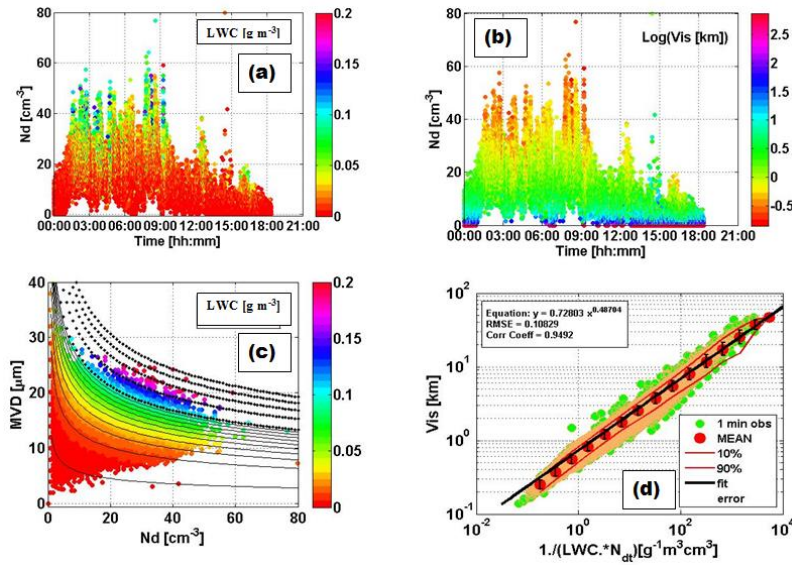 LWC [g m⁻³]
(a)
Nd [cm⁻³]
80
60
40
20
0
00:00 03:00 06:00 09:00 12:00 15:00 18:00 21:00
Time [hh:mm]
0.2
0.15
0.1
0.05
0
(b)
Log(Vis [km])
Nd [cm⁻³]
80
60
40
20
0
00:00 03:00 06:00 09:00 12:00 15:00 18:00 21:00
Time [hh:mm]
2.5
2
1.5
1
0.5
0
-0.5
LWC [g m⁻³]
(c)
MVD [µm]
40
30
20
10
0
0 20 40 60 80
Nd [cm⁻³]
0.2
0.15
0.1
0.05
0
Equation: y = 0.72803 x^0.48704
RMSE = 0.10829
Corr Coeff = 0.9492
Vis [km]
10²
10¹
10⁰
10⁻¹
10⁻² 10⁰ 10² 10⁴
1./(LWC.*N_dt)[g⁻¹m³cm³]
1 min obs
MEAN
10%
90%
fit
error
(d)